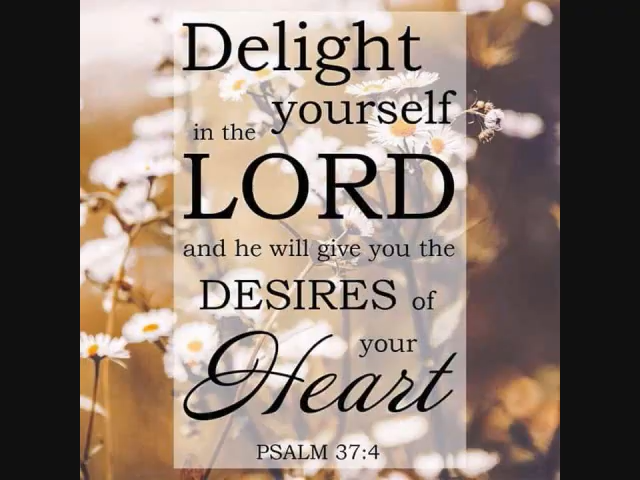 Delight
yourself
in the
LORD
and he will give you the
DESIRES of
your
Heart
PSALM 37:4